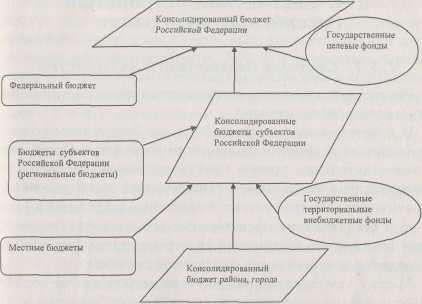 Консолидированный бюджет
Российской Федерации
Государственные
целевые фонды
Федеральный бюджет
Консолидированные
бюджеты субъектов
Российской Федерации
Бюджеты субъектов
Российской Федерации
(региональные бюджеты)
Государственные
территориальные
внебюджетные фонды
Местные бюджеты
Консолидированный
бюджет района, города